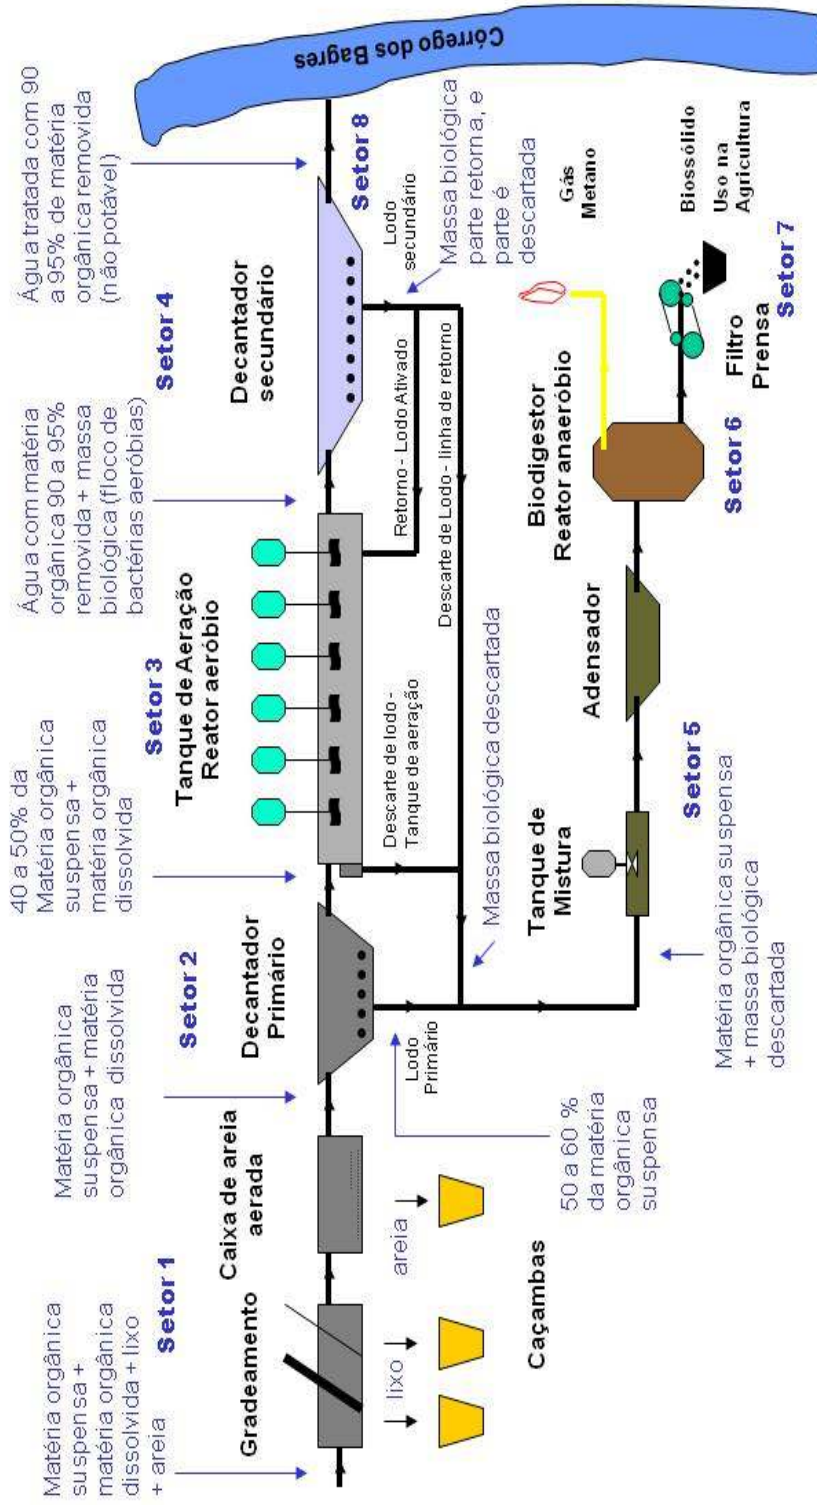 Matéria orgânica
suspensa +
matéria orgânica
dissolvida + lixo
+ areia
Setor 1
Gradeamento
lixo
Caçambas
Caixa de areia
aerada
areia
Matéria orgânica
suspensa + matéria
orgânica dissolvida
Setor 2
Decantador
Primário
Lodo
Primário
50 a 60 %
da matéria
orgânica
suspensa
40 a 50% da
Matéria orgânica
suspensa +
matéria orgânica
dissolvida
Setor 3
Tanque de Aeração
Reator aeróbio
Descarte de lodo -
Tanque de aeração
Massa biológica descartada
Água com matéria
orgânica 90 a 95%
removida + massa
biológica (floco de
bactérias aeróbias)
Retorno - Lodo Ativado
Descarte de Lodo - linha de retorno
Setor 4
Decantador
secundário
Água tratada com 90
a 95% de matéria
orgânica removida
(não potável)
Setor 8
Lodo
secundário
Massa biológica
parte retorna, e
parte é
descartada
Córrego dos Bagres
Matéria orgânica suspensa
+ massa biológica
descartada
Tanque de
Mistura
Setor 5
Adensador
Biodigestor
Reator anaeróbio
Setor 6
Gás
Metano
Filtro
Prensa
Setor 7
Biossólido
Uso na
Agricultura